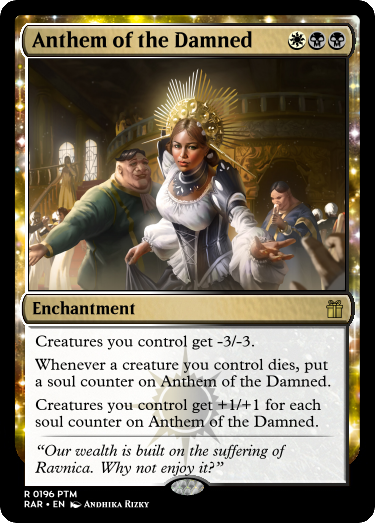 Anthem of the Damned
Enchantment
Creatures you control get -3/-3.
Whenever a creature you control dies, put
a soul counter on Anthem of the Damned.
Creatures you control get +1/+1 for each
soul counter on Anthem of the Damned.
“Our wealth is built on the suffering of
Ravnica. Why not enjoy it?”
R 0196 PTM
RAR • EN Andhika Rizky